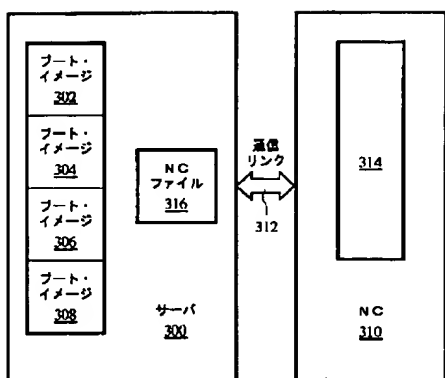 ブート・
イメージ
302
ブート・
イメージ
304
ブート・
イメージ
306
ブート・
イメージ
308
NC
ファイル
316
サーバ
300
通信
リンク
312
314
NC
310